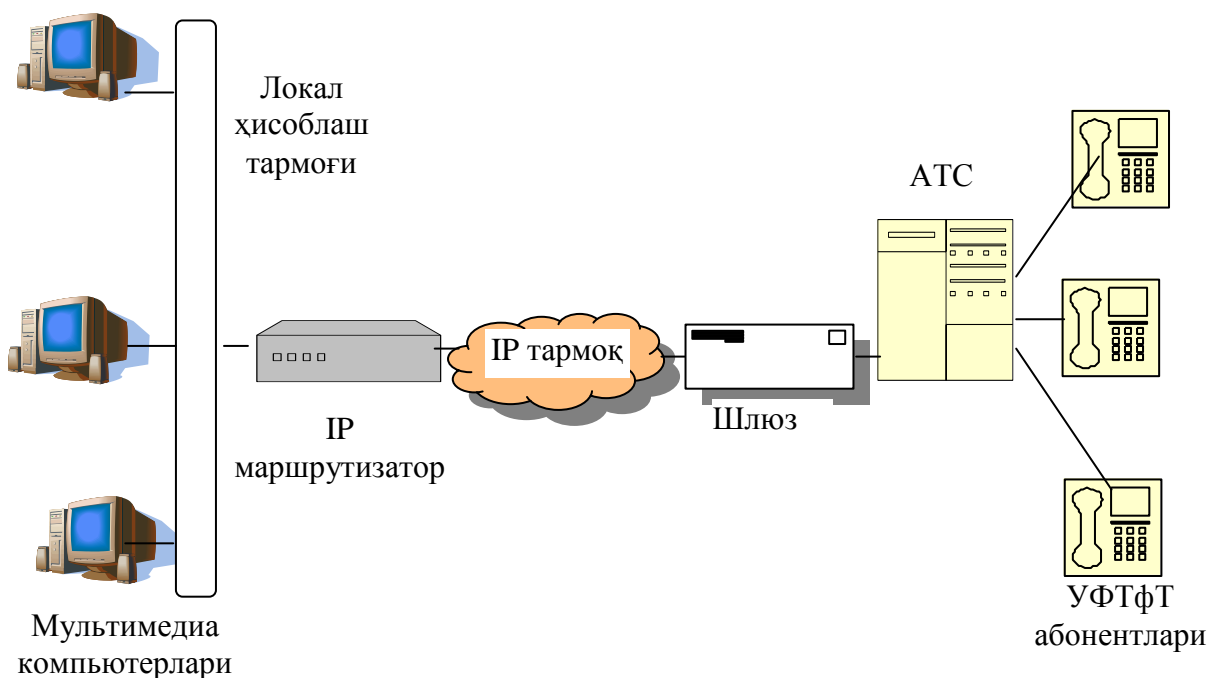 Локал
ҳисоблаш
тармоғи
АТС
IP тармоқ
IP
маршрутизатор
Шлюз
УФТфТ
абонентлари
Мультимедиа
компьютерлари